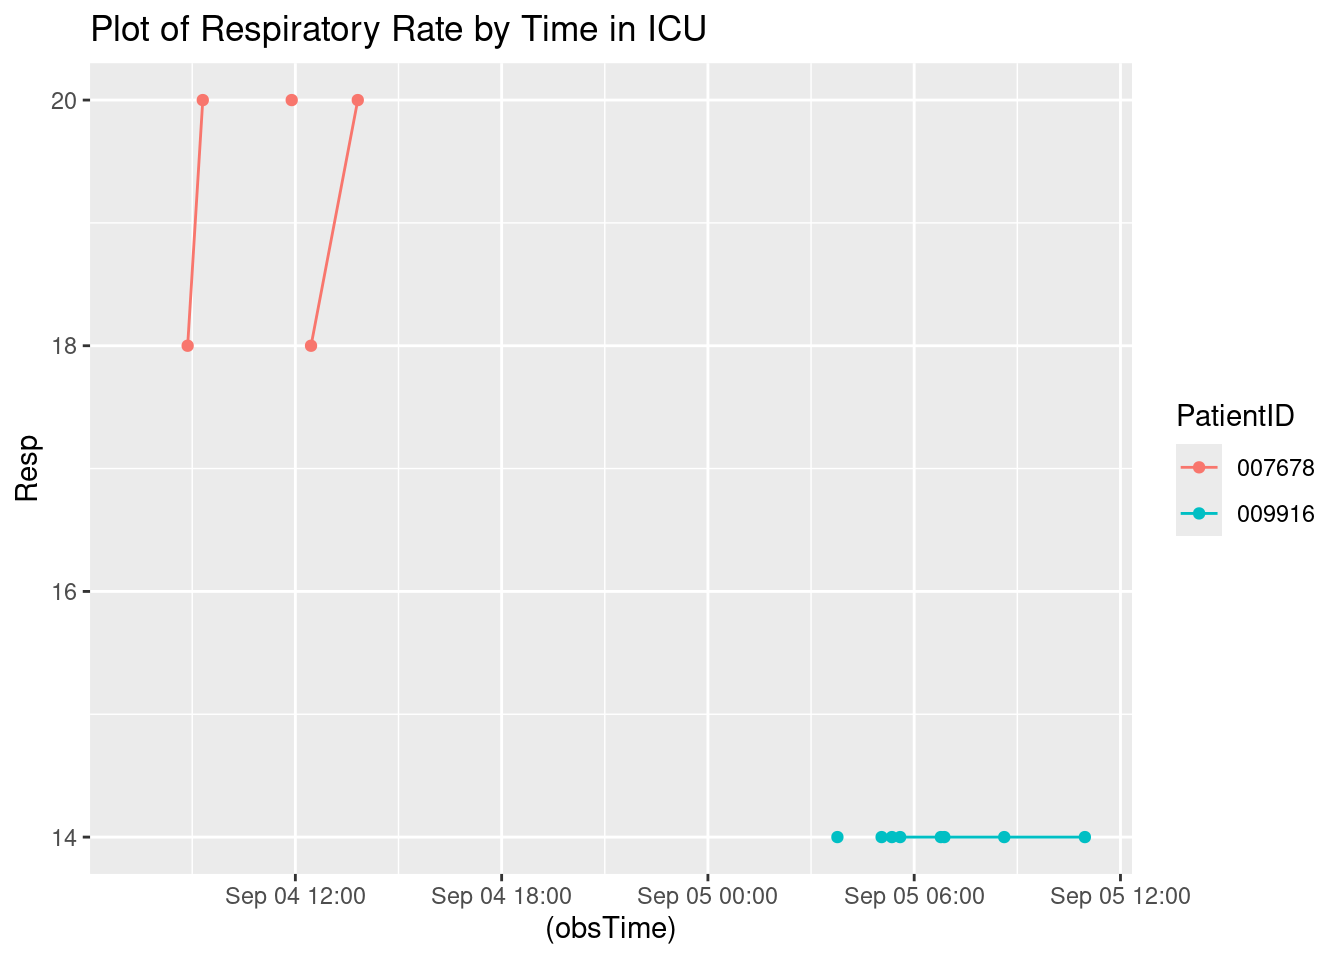 Plot of Respiratory Rate by Time in ICU
20
18
16
14
Resp
Sep 04 12:00 Sep 04 18:00 Sep 05 00:00 Sep 05 06:00 Sep 05 12:00
(obsTime)
PatientID
007678
009916